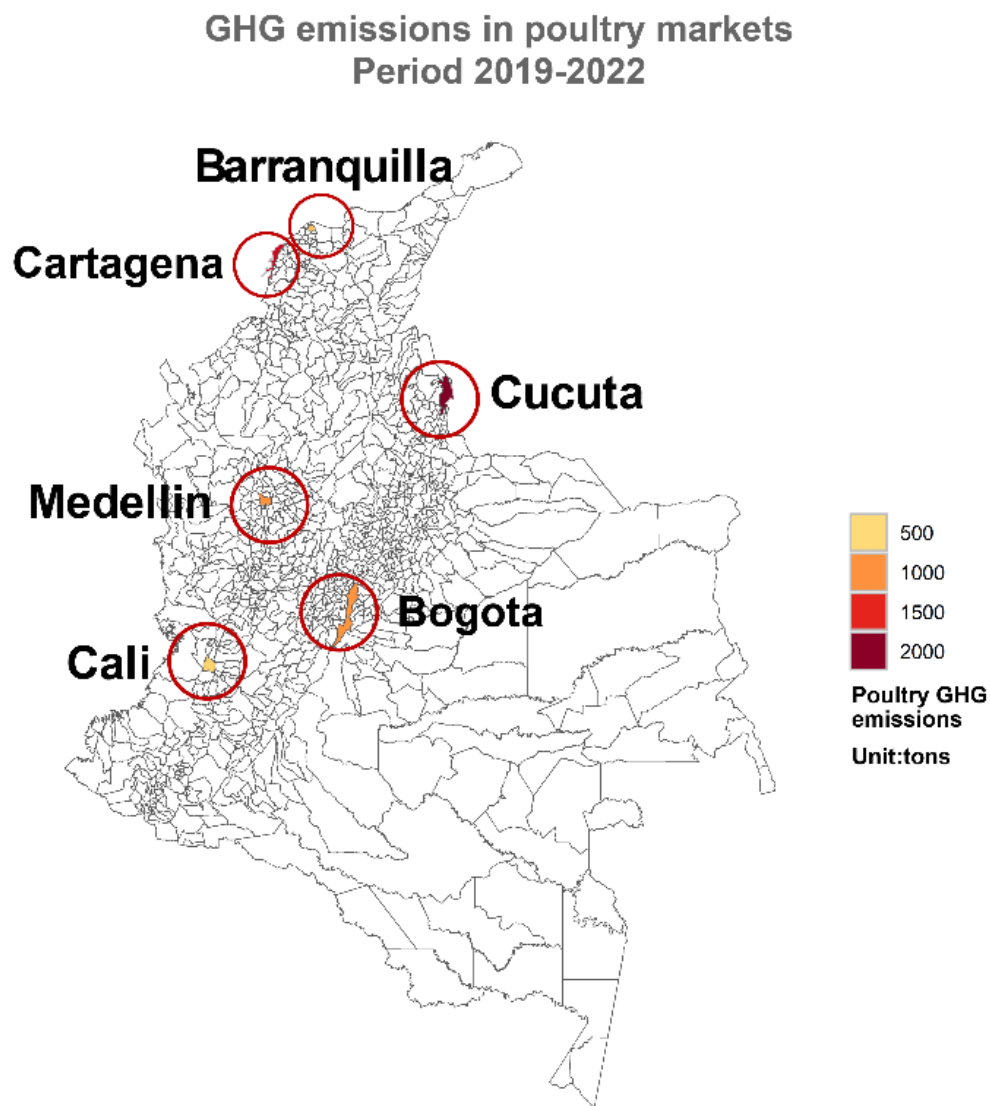 GHG emissions in poultry markets
Period 2019-2022
Barranquilla
Cartagena
Cucuta
Medellin
Bogota
Cali
500
1000
1500
2000
Poultry GHG
emissions
Unit:tons